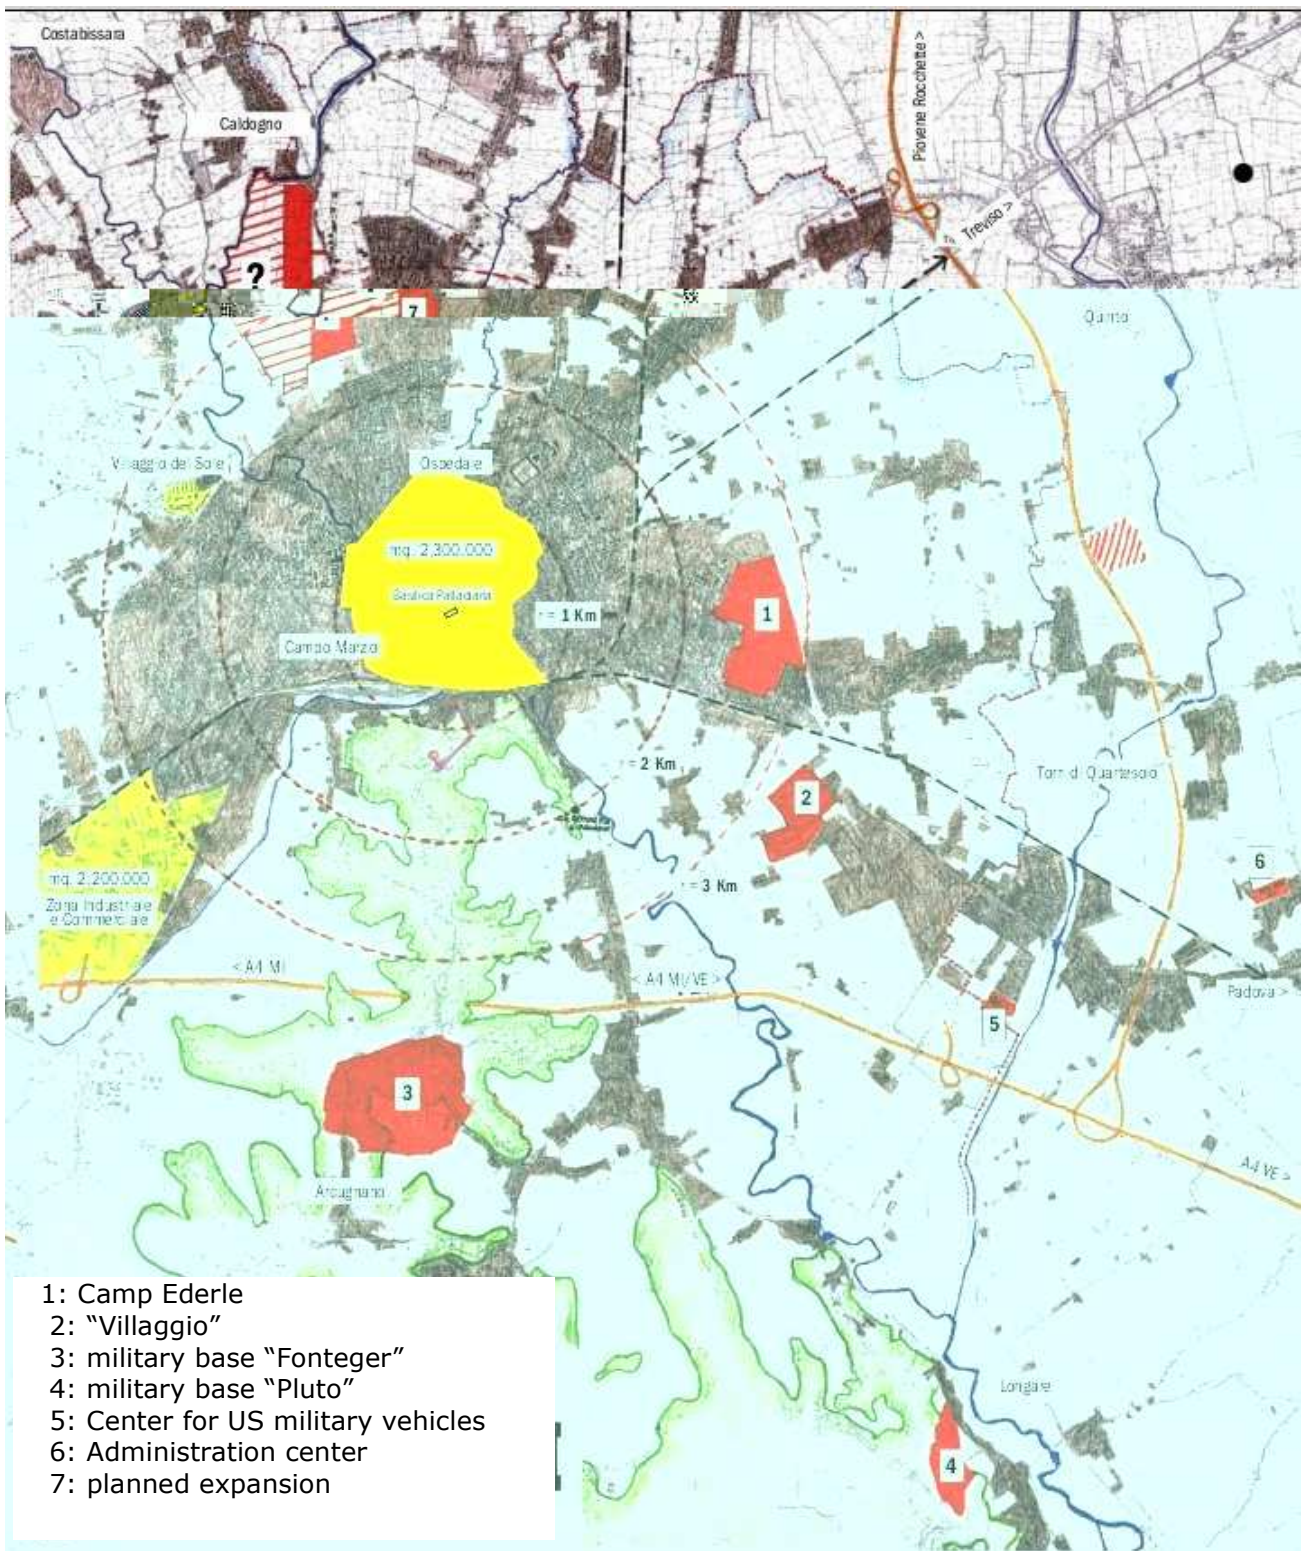 Costabissara
Caldogno
Piovene Rocchette >
Treviso >
?
7
Quinto
Villaggio del Sole
Ospedale
mq. 2,300.000
Basilica Palladiana
r = 1 Km
1
Campo Marzo
= 2 Km
2
Torri di Quartesolo
r = 3 Km
6
mq. 2,200.000
Zona Industriale
e Commerciale
< A4 MI
< A4 MI/VE >
Padova >
5
3
A4 VE >
Arcugnano
1: Camp Ederle
2: “Villaggio”
3: military base “Fonteger”
4: military base “Pluto”
5: Center for US military vehicles
6: Administration center
7: planned expansion
Longare
4